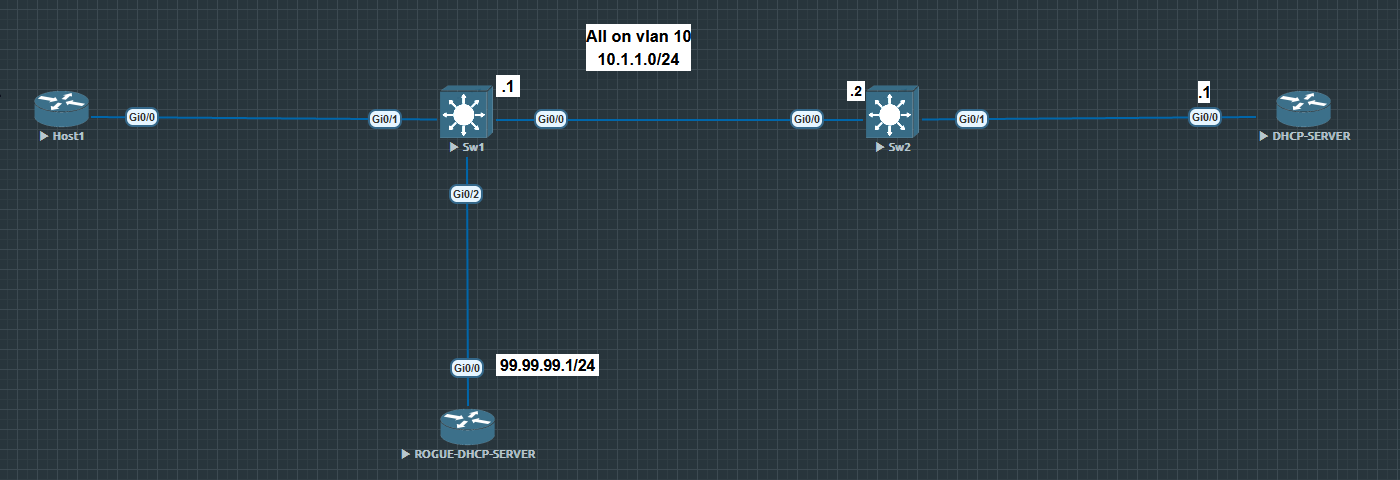 All on vlan 10
10.1.1.0/24
.1
.2
.1
Gi0/0
Gi0/1
Gi0/0
Gi0/0
Gi0/1
Gi0/0
Host1
Sw1
Sw2
DHCP-SERVER
Gi0/2
Gi0/0
99.99.99.1/24
ROGUE-DHCP-SERVER